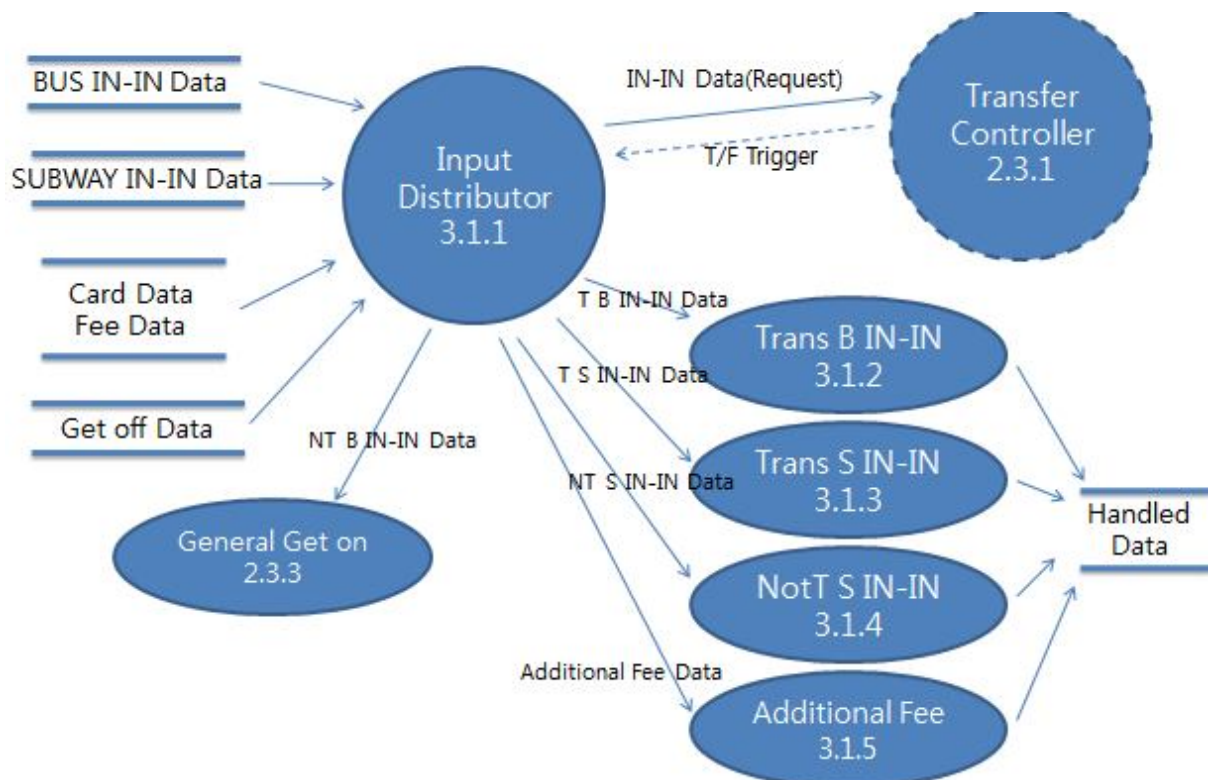 BUS IN-IN Data
SUBWAY IN-IN Data
Card Data
Fee Data
Get off Data
Input
Distributor
3.1.1
IN-IN Data(Request)
T/F Trigger
Transfer
Controller
2.3.1
T B IN-IN Data
T S IN-IN Data
NT S IN-IN Data
NT B IN-IN Data
Additional Fee Data
General Get on
2.3.3
Trans B IN-IN
3.1.2
Trans S IN-IN
3.1.3
NotT S IN-IN
3.1.4
Additional Fee
3.1.5
Handled
Data